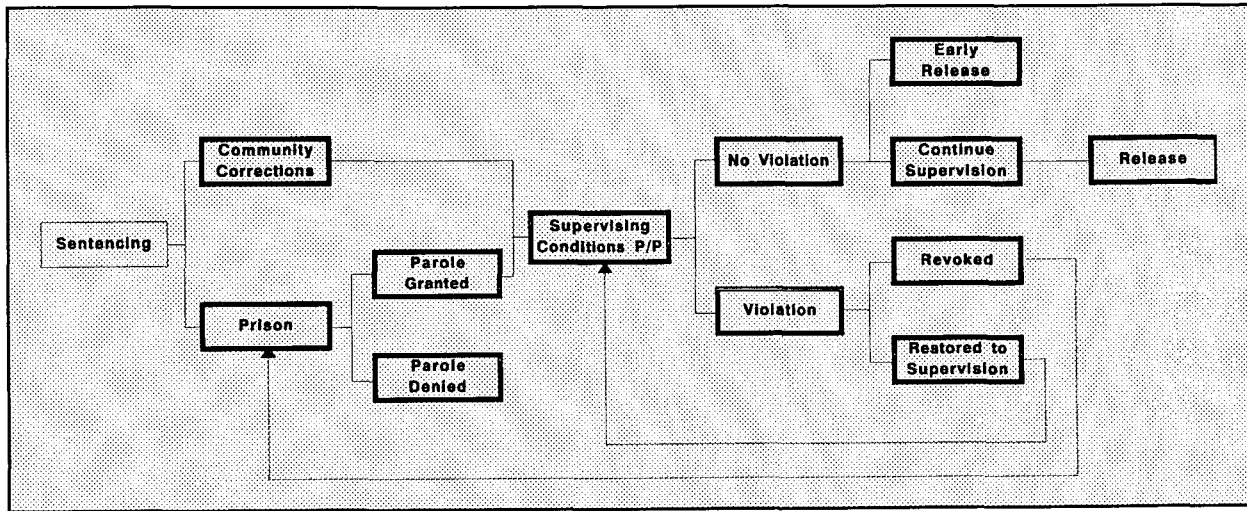 Sentencing
Community
Corrections
Prison
Parole
Granted
Parole
Denied
Supervising
Conditions P/P
No Violation
Violation
Early
Release
Continue
Supervision
Revoked
Restored to
Supervision
Release